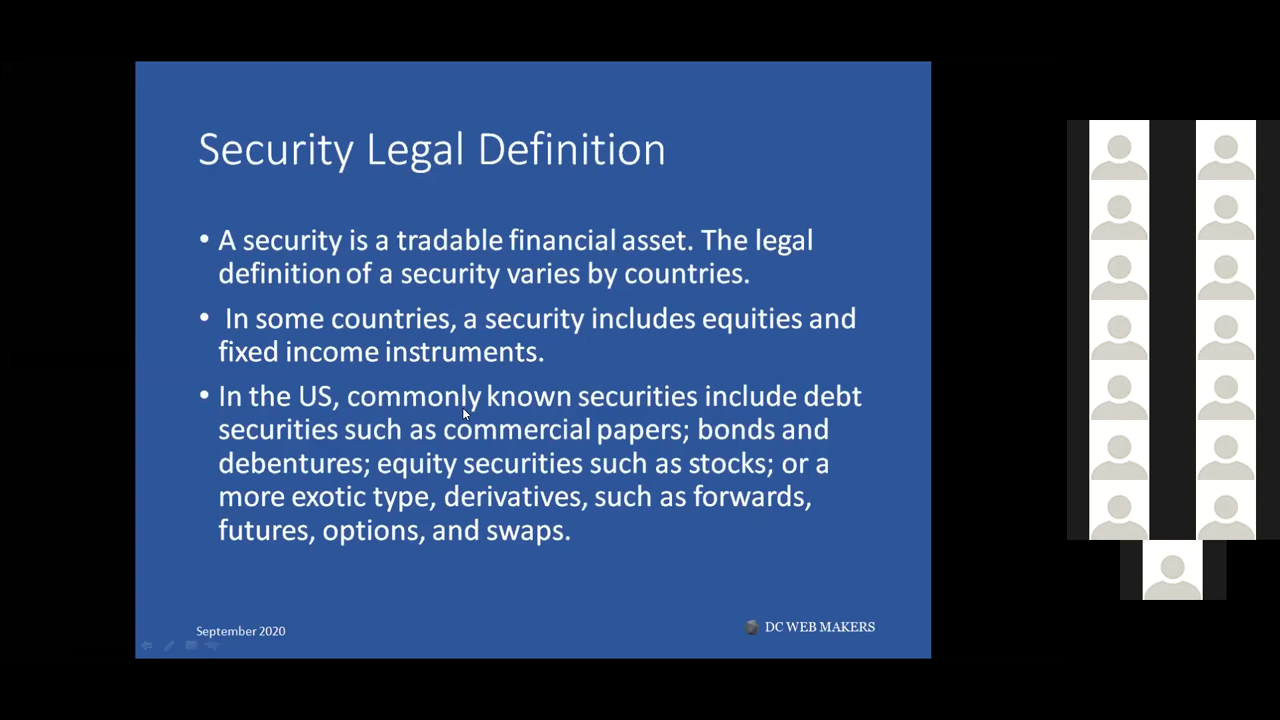 Security Legal Definition
• A security is a tradable financial asset. The legal
definition of a security varies by countries.
• In some countries, a security includes equities and
fixed income instruments.
• In the US, commonly known securities include debt
securities such as commercial papers; bonds and
debentures; equity securities such as stocks; or a
more exotic type, derivatives, such as forwards,
futures, options, and swaps.
September 2020
DC WEB MAKERS